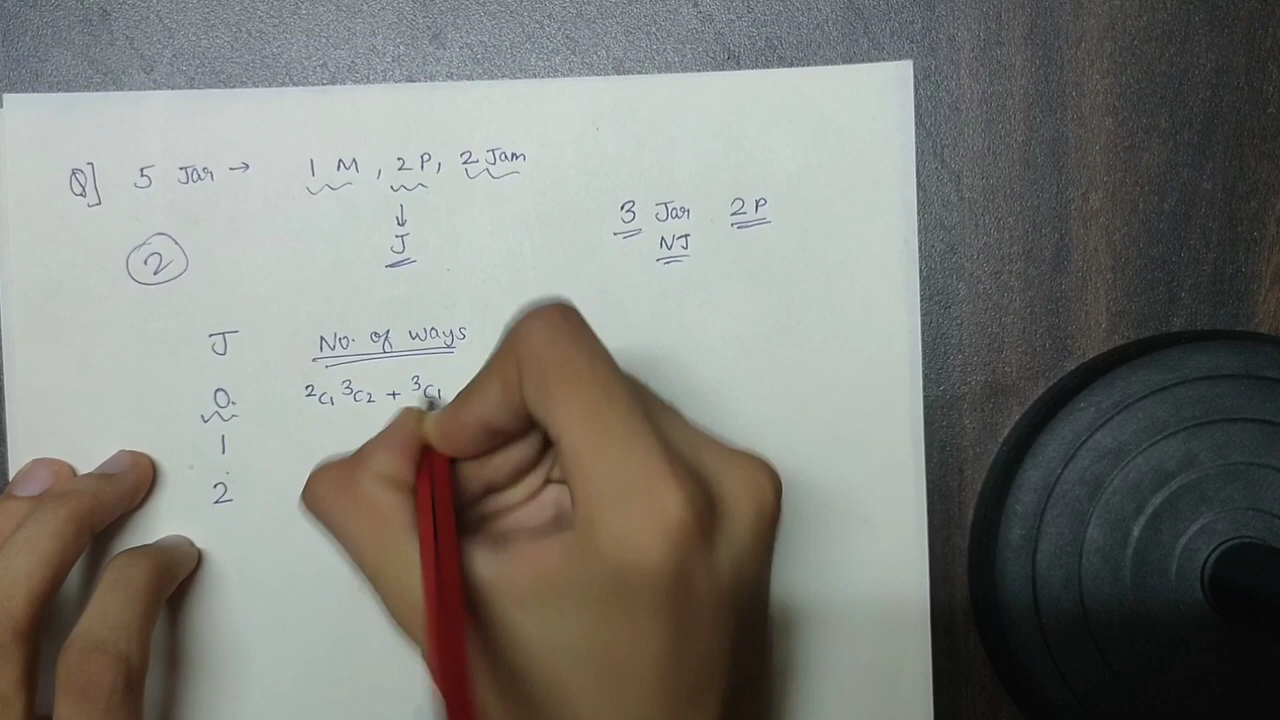 Q] 5 Jar → 1 M , 2 P, 2 Jam
↓
J
3 Jar 2P
NJ
2
J No. of ways
0. ²C₁ ³C₂ + ³C₁
1
2